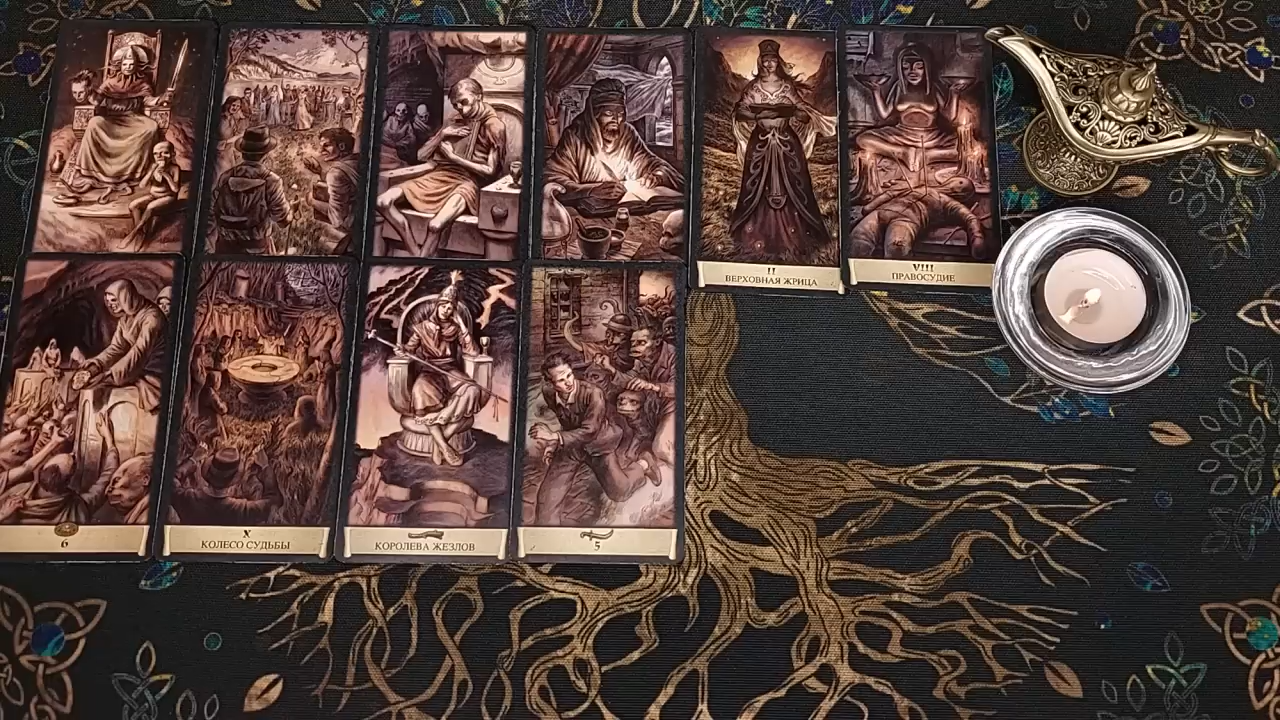 II
ВЕРХОВНАЯ ЖРИЦА
VIII
ПРАВОСУДИЕ
6
X
КОЛЕСО СУДЬБЫ
КОРОЛЕВА ЖЕЗЛОВ
5